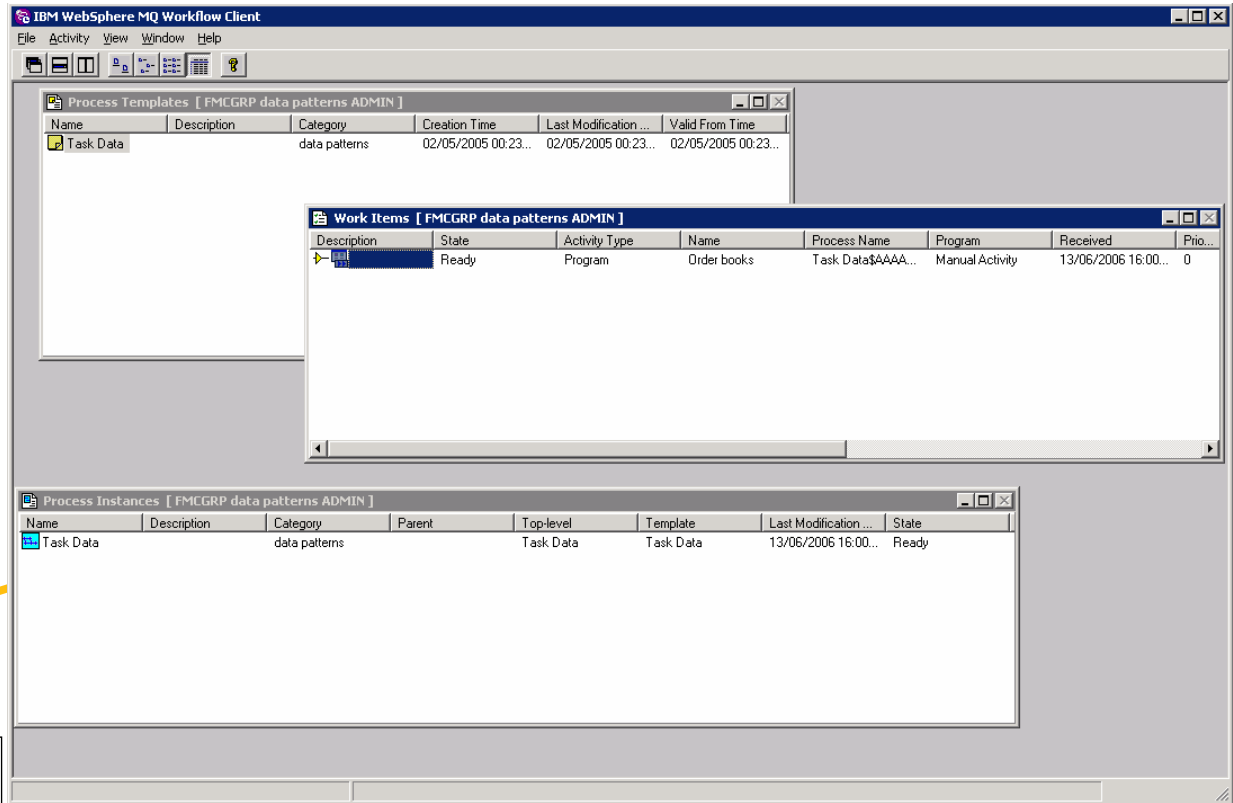 IBM WebSphere MQ Workflow Client
File Activity View Window Help
Process Templates [ FMCGRP data patterns ADMIN ]
Name Description Category Creation Time Last Modification ... Valid From Time
Task Data data patterns 02/05/2005 00:23... 02/05/2005 00:23... 02/05/2005 00:23...
Work Items [ FMCGRP data patterns ADMIN ]
Description State Activity Type Name Process Name Program Received Prio...
Ready Program Order books Task Data$AAAA... Manual Activity 13/06/2006 16:00... 0
Process Instances [ FMCGRP data patterns ADMIN ]
Name Description Category Parent Top-level Template Last Modification ... State
Task Data data patterns Task Data Task Data 13/06/2006 16:00... Ready